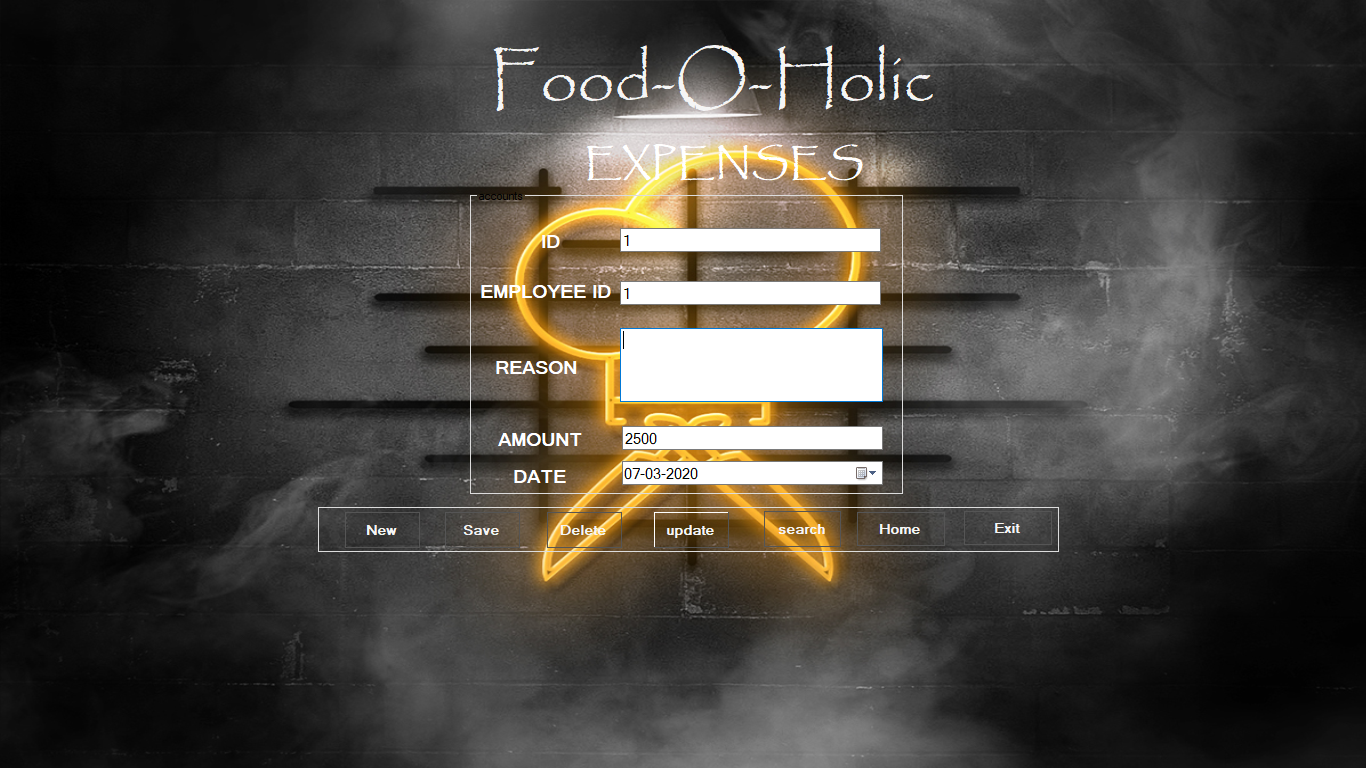 Food-O-Holic
EXPENSES
accounts
ID 1
EMPLOYEE ID 1
REASON
AMOUNT 2500
DATE 07-03-2020
New Save Delete update search Home Exit